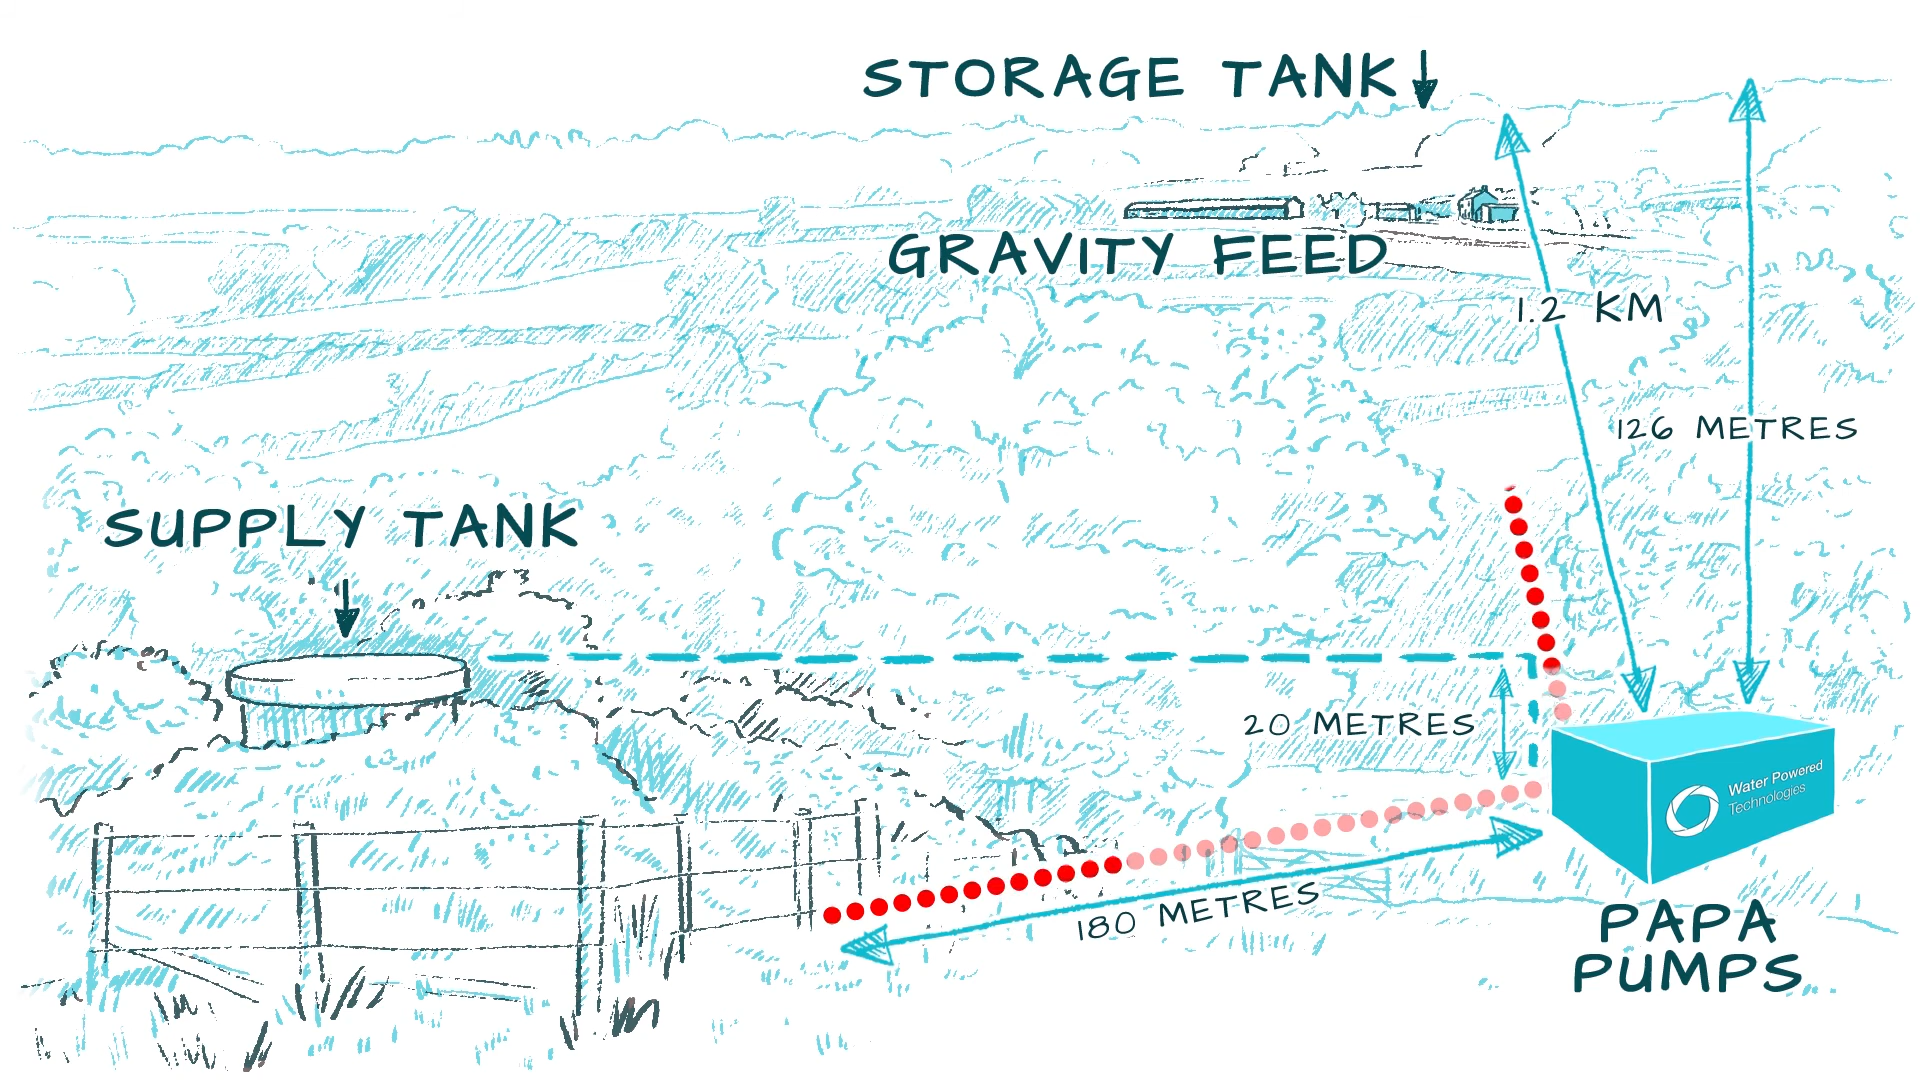 STORAGE TANK
GRAVITY FEED
1.2 KM
126 METRES
SUPPLY TANK
20 METRES
Water Powered
Technologies
180 METRES
PAPA
PUMPS